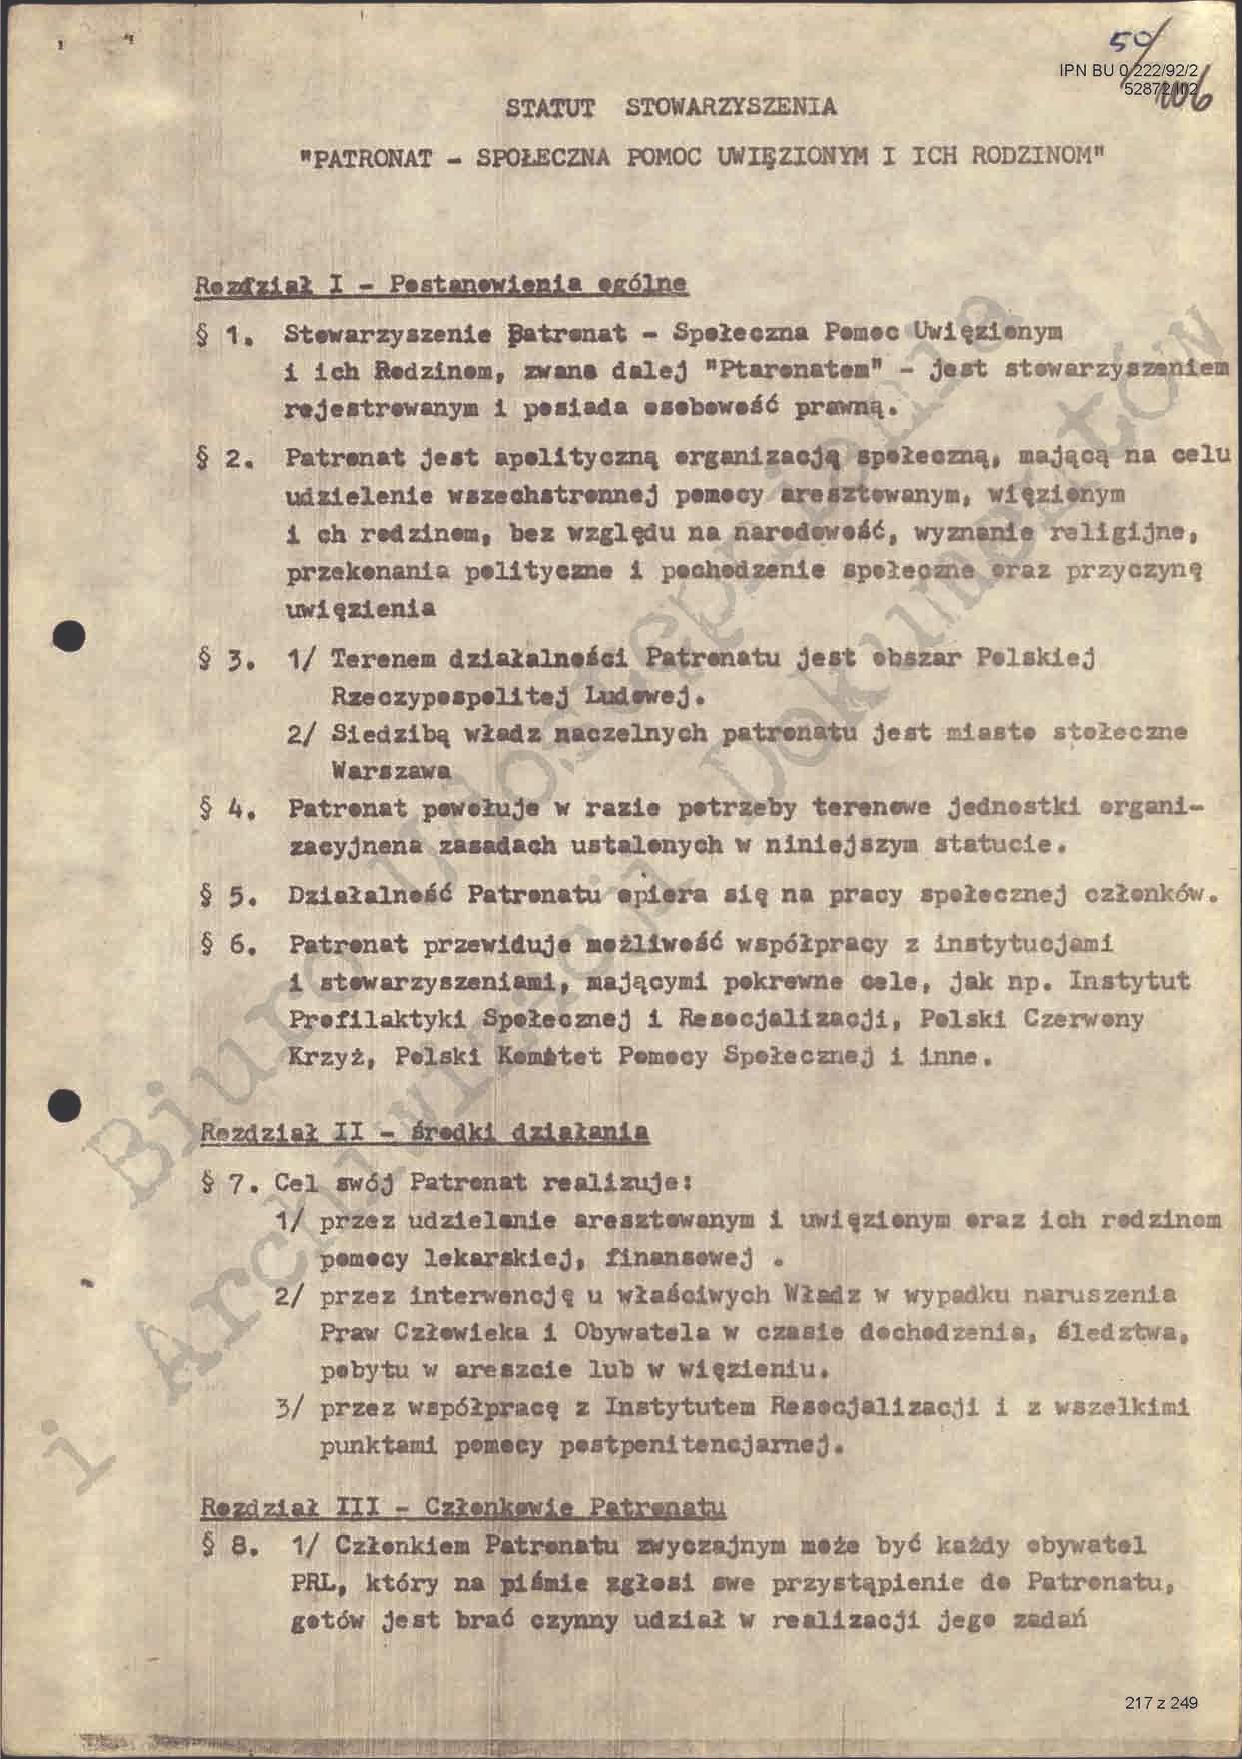 50/
IPN BU 0 222/92/2
52872/II 2
106
STATUT STOWARZYSZENIA
"PATRONAT - SPOŁECZNA POMOC UWIĘZIONYM I ICH RODZINOM"
Rozdział I - Postanowienia ogólne
§ 1. Stowarzyszenie Patronat - Społeczna Pomoc Uwięzionym
i ich Rodzinom, zwane dalej "Ptaronatem" - jest stowarzyszeniem
rejestrowanym i posiada osobowość prawną.
§ 2. Patronat jest apolityczną organizacją społeczną, mającą na celu
udzielenie wszechstronnej pomocy aresztowanym, więzionym
i ch rodzinom, bez względu na narodowość, wyznanie religijne,
przekonania polityczne i pochodzenie społeczne oraz przyczynę
uwięzienia
§ 3. 1/ Terenem działalności Patronatu jest obszar Polskiej
Rzeczypospolitej Ludowej.
2/ Siedzibą władz naczelnych patronatu jest miasto stołeczne
Warszawa
§ 4. Patronat powołuje w razie potrzeby terenowe jednostki organi-
zacyjnena zasadach ustalonych w niniejszym statucie.
§ 5. Działalność Patronatu opiera się na pracy społecznej członków.
§ 6. Patronat przewiduje możliwość współpracy z instytucjami
i stowarzyszeniami, mającymi pokrewne cele, jak np. Instytut
Profilaktyki Społecznej i Resocjalizacji, Polski Czerwony
Krzyż, Polski Komitet Pomocy Społecznej i inne.
Rozdział II - środki działania
§ 7. Cel swój Patronat realizuje:
1/ przez udzielanie aresztowanym i uwięzionym oraz ich rodzinom
pomocy lekarskiej, finansowej .
2/ przez interwencję u właściwych Władz w wypadku naruszenia
Praw Człowieka i Obywatela w czasie dochodzenia, śledztwa,
pobytu w areszcie lub w więzieniu.
3/ przez współpracę z Instytutem Resocjalizacji i z wszelkimi
punktami pomocy postpenitencjarnej.
Rozdział III - Członkowie Patronatu
§ 8. 1/ Członkiem Patronatu zwyczajnym może być każdy obywatel
PRL, który na piśmie zgłosi swe przystąpienie do Patronatu,
gotów jest brać czynny udział w realizacji jego zadań
217 z 249
Biuro Udostępniania
i Archiwizacji Dokumentów